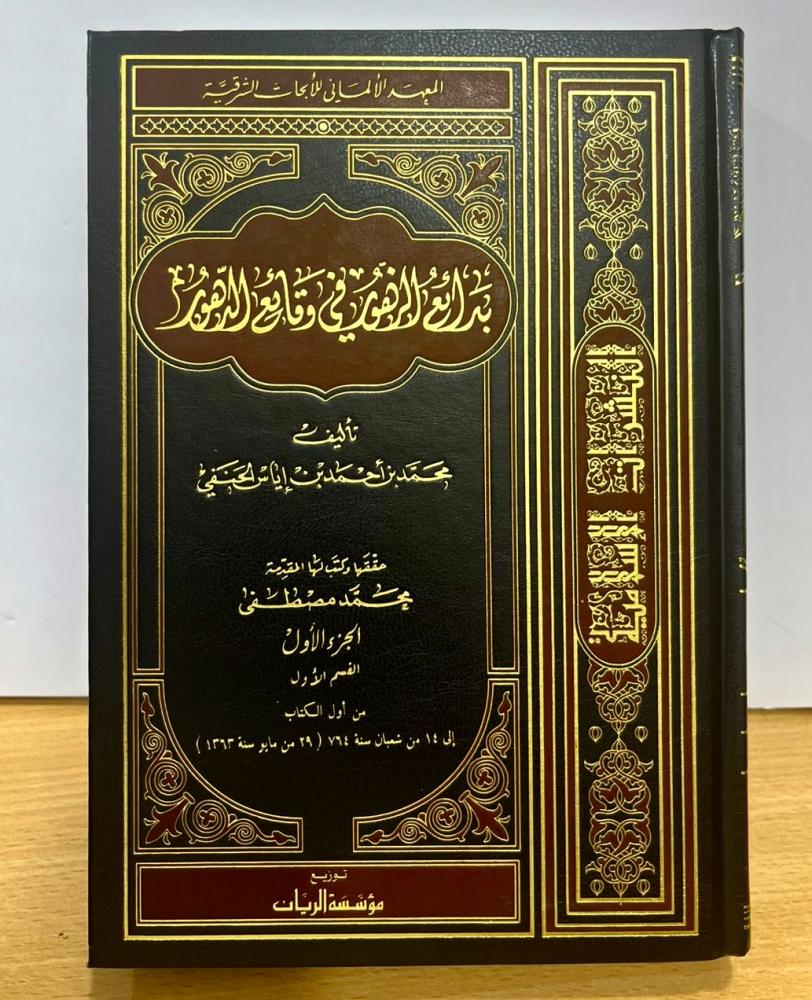 المعهد الألماني للأبحاث الشرقية
بدائع الزهور في وقائع الدهور
تأليف
محمد بن أحمد بن إياس الحنفي
حققها وكتب لها المقدمة
محمد مصطفى
الجزء الأول
القسم الأول
من أول الكتاب
إلى ١٤ من شعبان سنة ٧٦٤ ( ٢٩ من مايو سنة ١٣٦٣ )
توزيع
مؤسسة الريان
النشرات الإسلامية